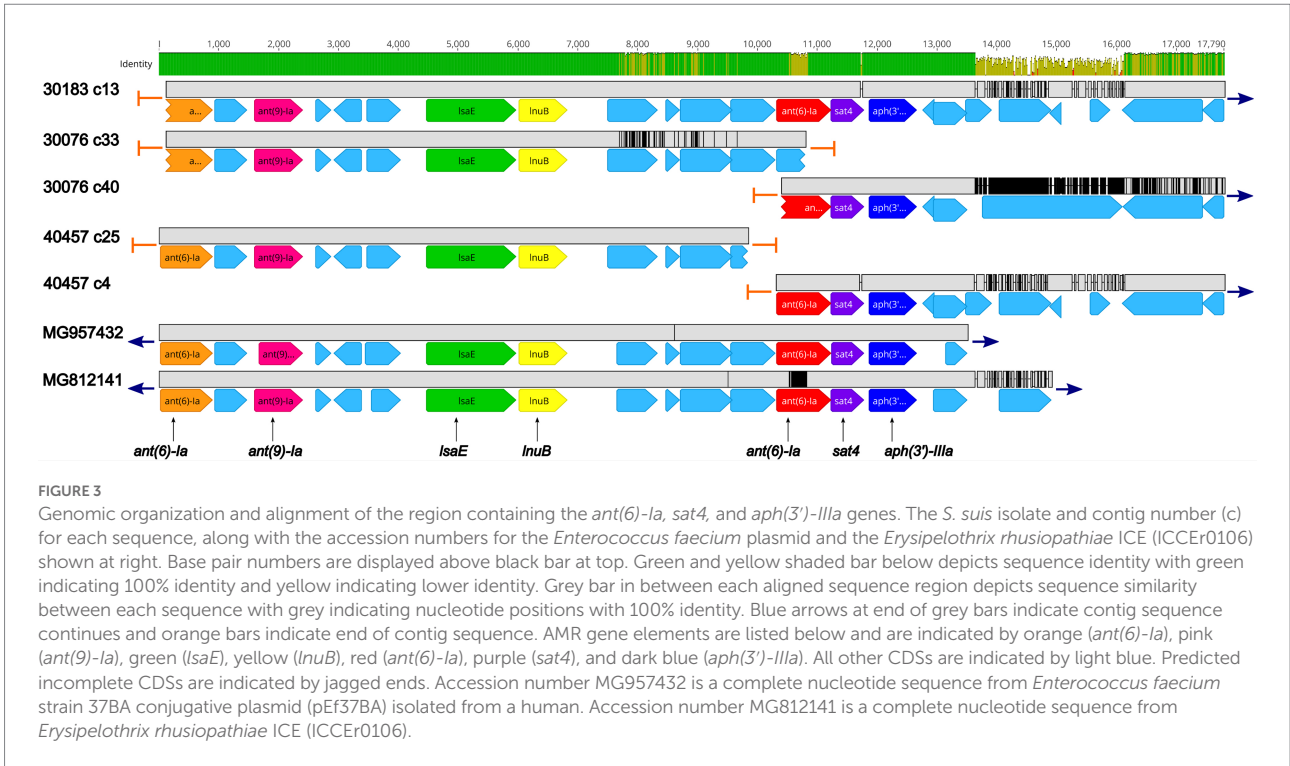 1 1,000 2,000 3,000 4,000 5,000 6,000 7,000 8,000 9,000 10,000 11,000 12,000 13,000 14,000 15,000 16,000 17,000 17,790
Identity
30183 c13
a... ant(9)-Ia lsaE lnuB ant(6)-Ia sat4 aph(3'...
30076 c33
a... ant(9)-Ia lsaE lnuB
30076 c40
an... sat4 aph(3'...
40457 c25
ant(6)-Ia ant(9)-Ia lsaE lnuB
40457 c4
ant(6)-Ia sat4 aph(3'...
MG957432
ant(6)-Ia ant(9)... lsaE lnuB ant(6)-Ia sat4 aph(3'...
MG812141
ant(6)-Ia ant(9)-Ia lsaE lnuB ant(6)-Ia sat4 aph(3'...
ant(6)-Ia ant(9)-Ia lsaE lnuB ant(6)-Ia sat4 aph(3')-IIIa
FIGURE 3
Genomic organization and alignment of the region containing the ant(6)-Ia, sat4, and aph(3′)-IIIa genes. The S. suis isolate and contig number (c)
for each sequence, along with the accession numbers for the Enterococcus faecium plasmid and the Erysipelothrix rhusiopathiae ICE (ICCEr0106)
shown at right. Base pair numbers are displayed above black bar at top. Green and yellow shaded bar below depicts sequence identity with green
indicating 100% identity and yellow indicating lower identity. Grey bar in between each aligned sequence region depicts sequence similarity
between each sequence with grey indicating nucleotide positions with 100% identity. Blue arrows at end of grey bars indicate contig sequence
continues and orange bars indicate end of contig sequence. AMR gene elements are listed below and are indicated by orange (ant(6)-Ia), pink
(ant(9)-Ia), green (lsaE), yellow (lnuB), red (ant(6)-Ia), purple (sat4), and dark blue (aph(3′)-IIIa). All other CDSs are indicated by light blue. Predicted
incomplete CDSs are indicated by jagged ends. Accession number MG957432 is a complete nucleotide sequence from Enterococcus faecium
strain 37BA conjugative plasmid (pEf37BA) isolated from a human. Accession number MG812141 is a complete nucleotide sequence from
Erysipelothrix rhusiopathiae ICE (ICCEr0106).